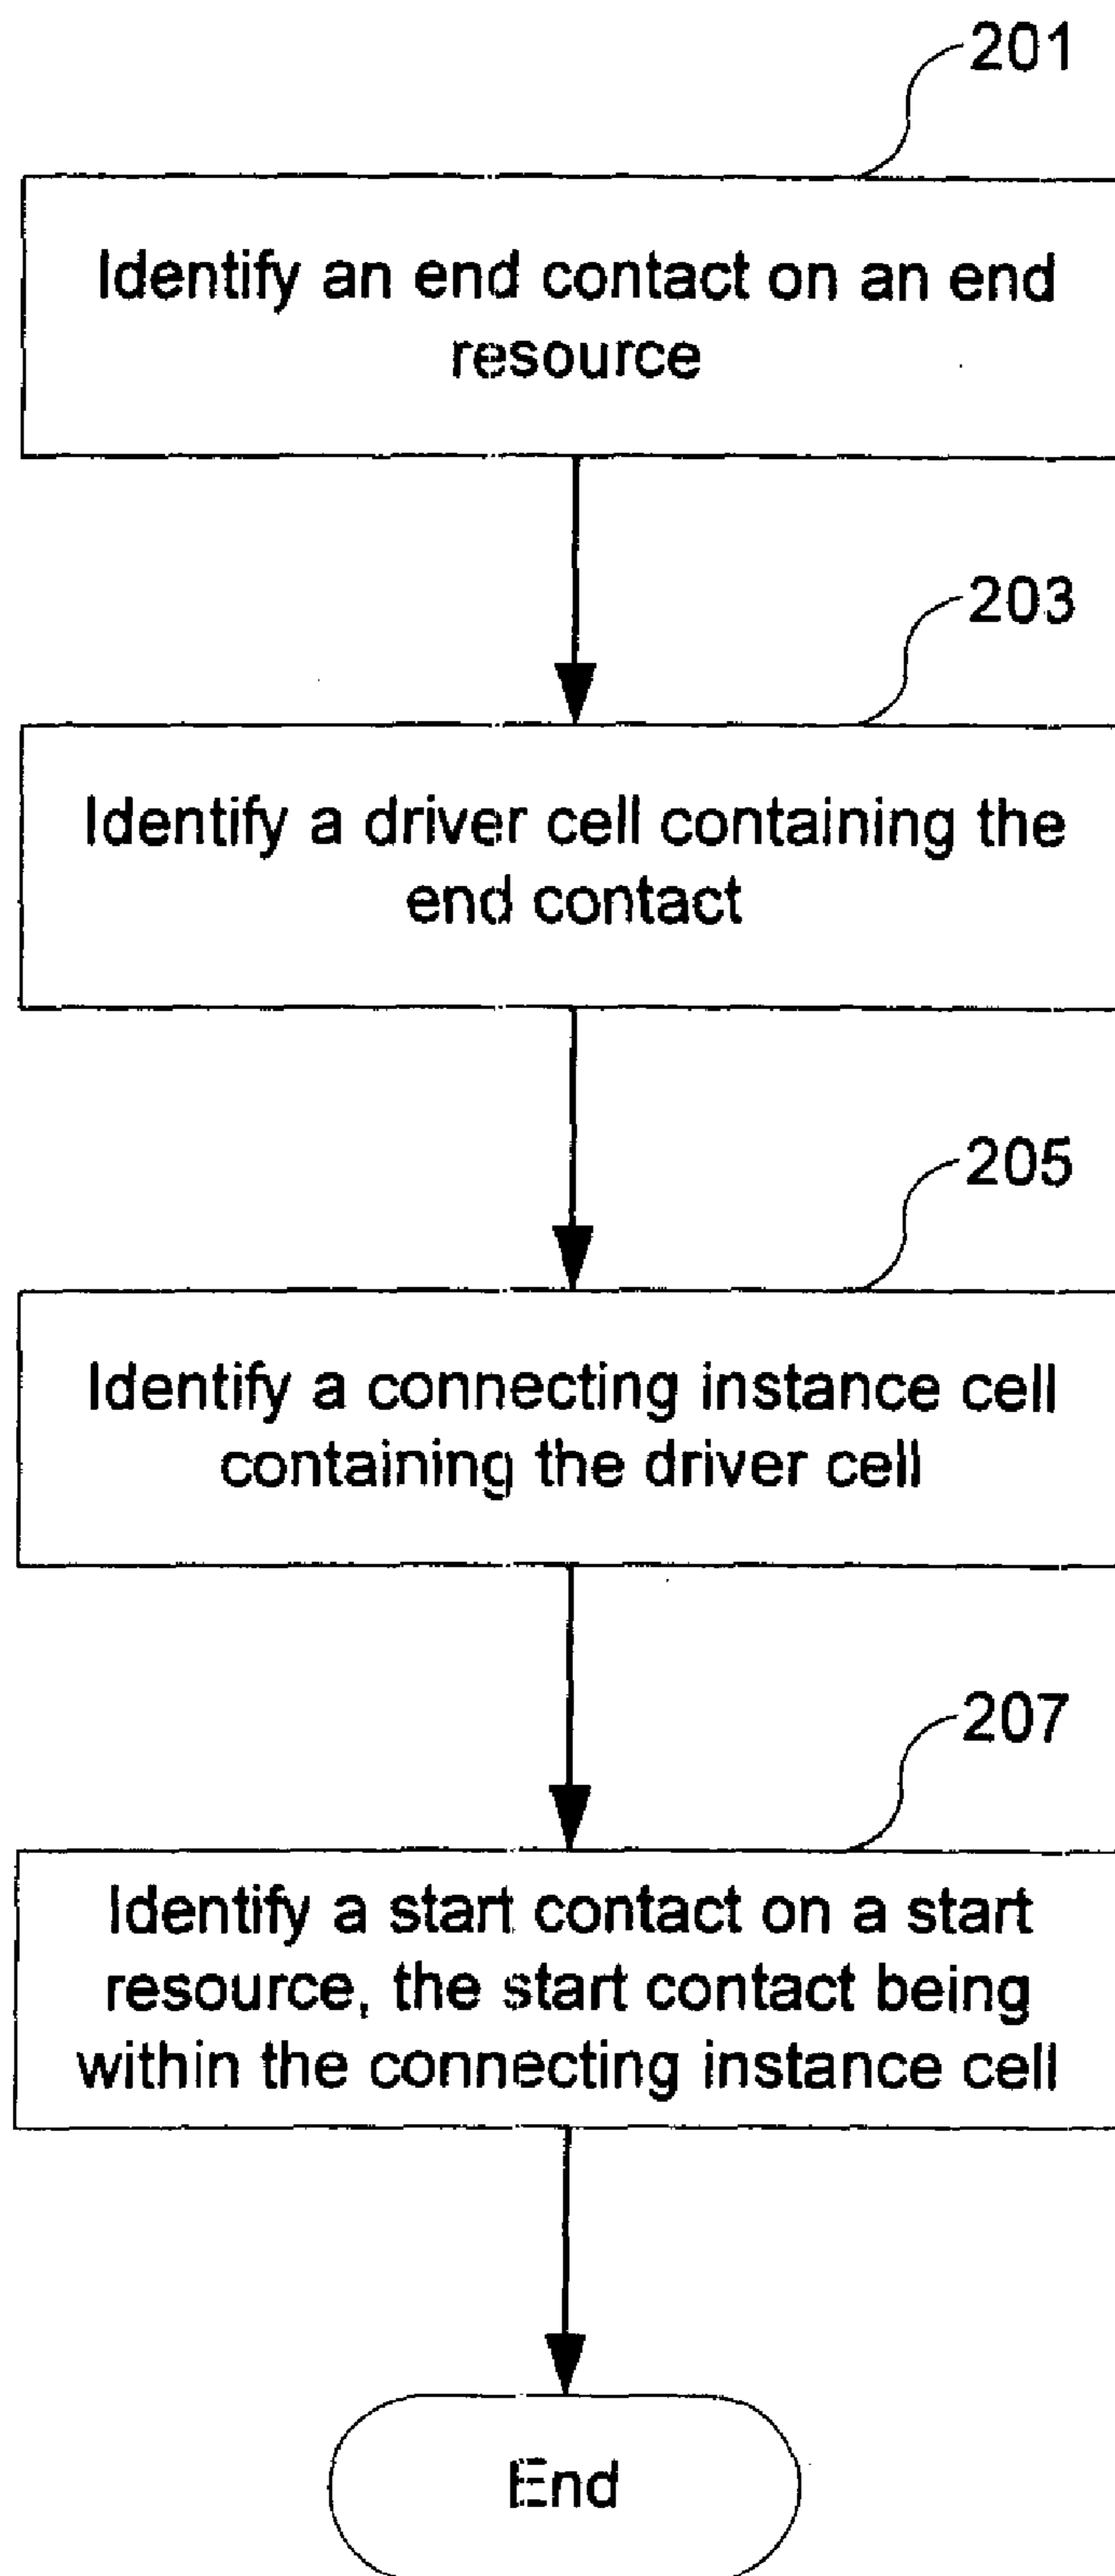 201
Identify an end contact on an end
resource
203
Identify a driver cell containing the
end contact
205
Identify a connecting instance cell
containing the driver cell
207
Identify a start contact on a start
resource, the start contact being
within the connecting instance cell
End